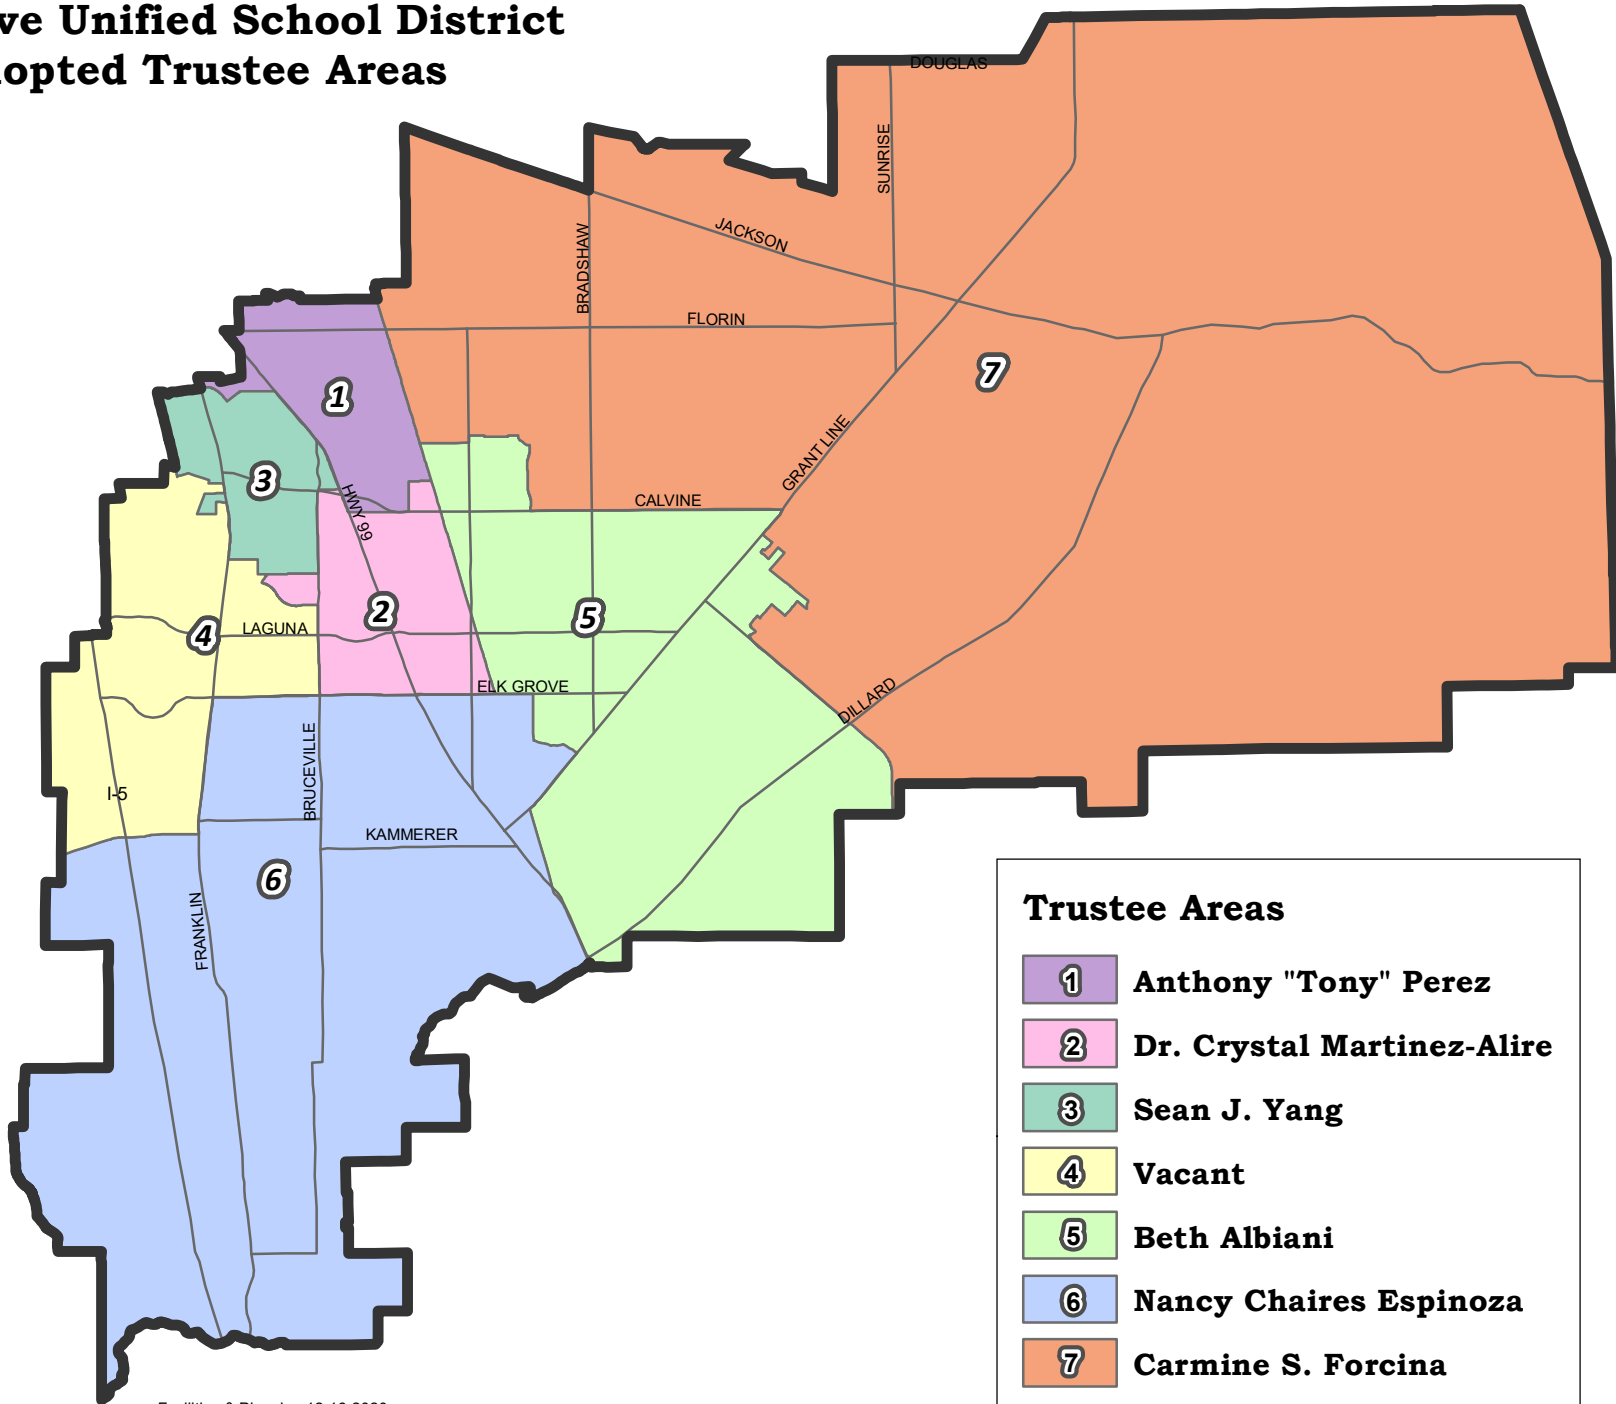 ve Unified School District
opted Trustee Areas
DOUGLAS
SUNRISE
JACKSON
BRADSHAW
FLORIN
7
1
GRANT LINE
3
HWY 99
CALVINE
2
5
4
LAGUNA
ELK GROVE
DILLARD
BRUCEVILLE
I-5
KAMMERER
6
FRANKLIN
Trustee Areas
1 Anthony "Tony" Perez
2 Dr. Crystal Martinez-Alire
3 Sean J. Yang
4 Vacant
5 Beth Albiani
6 Nancy Chaires Espinoza
7 Carmine S. Forcina